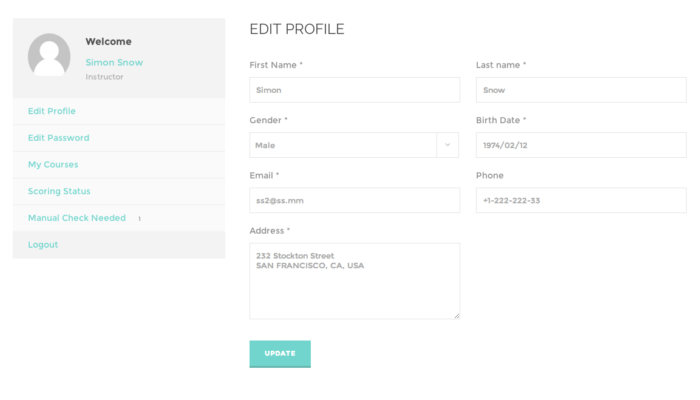 Welcome
Simon Snow
Instructor
Edit Profile
Edit Password
My Courses
Scoring Status
Manual Check Needed 1
Logout
EDIT PROFILE
First Name *
Last name *
Simon
Snow
Gender *
Birth Date *
Male
1974/02/12
Email *
Phone
ss2@ss.mm
+1-222-222-33
Address *
232 Stockton Street
SAN FRANCISCO, CA, USA
UPDATE